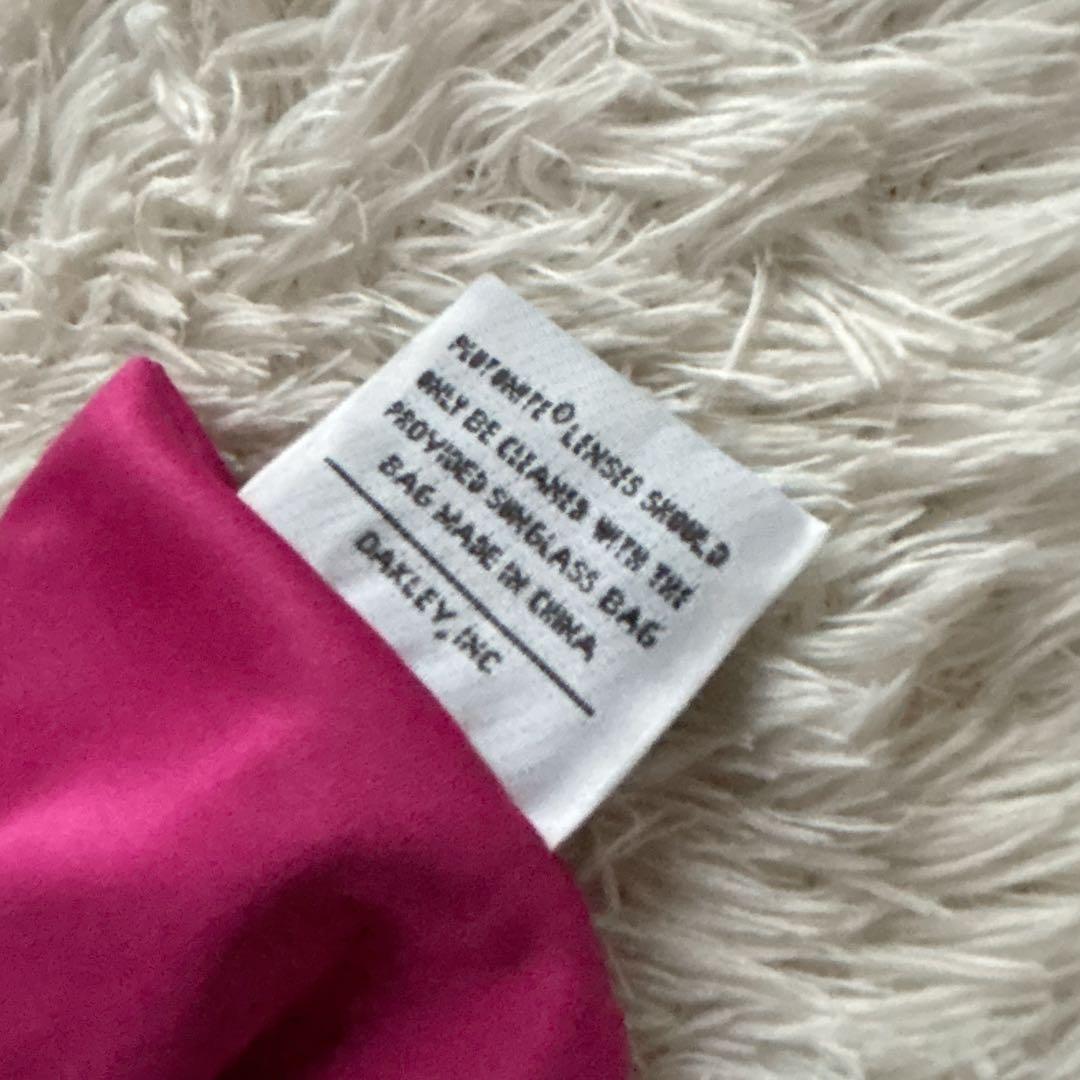 PLUTONITE® LENSES SHOULD
ONLY BE CLEANED WITH THE
PROVIDED SUNGLASS BAG
BAG MADE IN CHINA
OAKLEY, INC